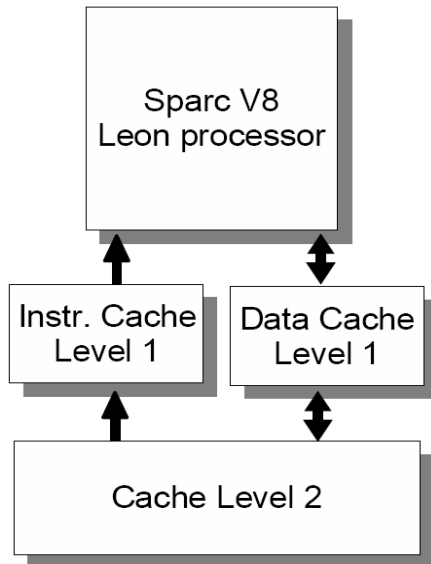 Sparc V8
Leon processor
Instr. Cache
Level 1
Data Cache
Level 1
Cache Level 2